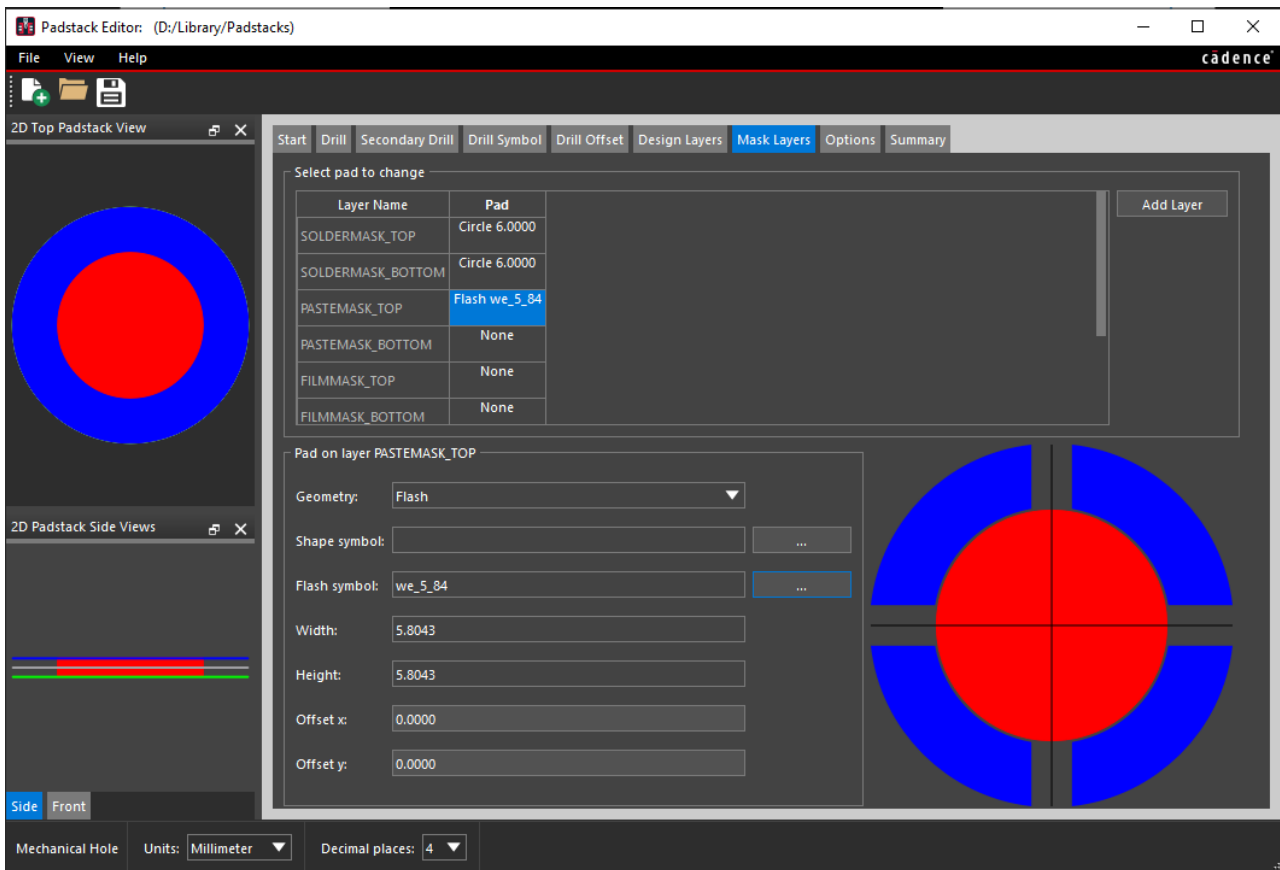 Padstack Editor: (D:/Library/Padstacks)
File View Help
cādence
2D Top Padstack View
Start Drill Secondary Drill Drill Symbol Drill Offset Design Layers Mask Layers Options Summary
Select pad to change
Layer Name Pad
Add Layer
SOLDERMASK_TOP Circle 6.0000
SOLDERMASK_BOTTOM Circle 6.0000
PASTEMASK_TOP Flash we_5_84
PASTEMASK_BOTTOM None
FILMMASK_TOP None
FILMMASK_BOTTOM None
Pad on layer PASTEMASK_TOP
Geometry: Flash
2D Padstack Side Views
Shape symbol: ...
Flash symbol: we_5_84 ...
Width: 5.8043
Height: 5.8043
Offset x: 0.0000
Offset y: 0.0000
Side Front
Mechanical Hole Units: Millimeter Decimal places: 4